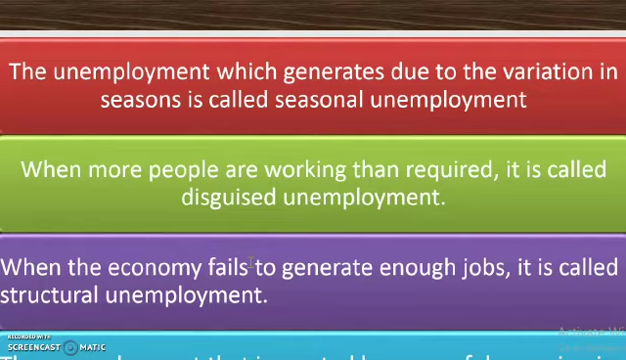 The unemployment which generates due to the variation in
seasons is called seasonal unemployment
When more people are working than required, it is called
disguised unemployment.
When the economy fails to generate enough jobs, it is called
structural unemployment.
RECORDED WITH
SCREENCAST MATIC